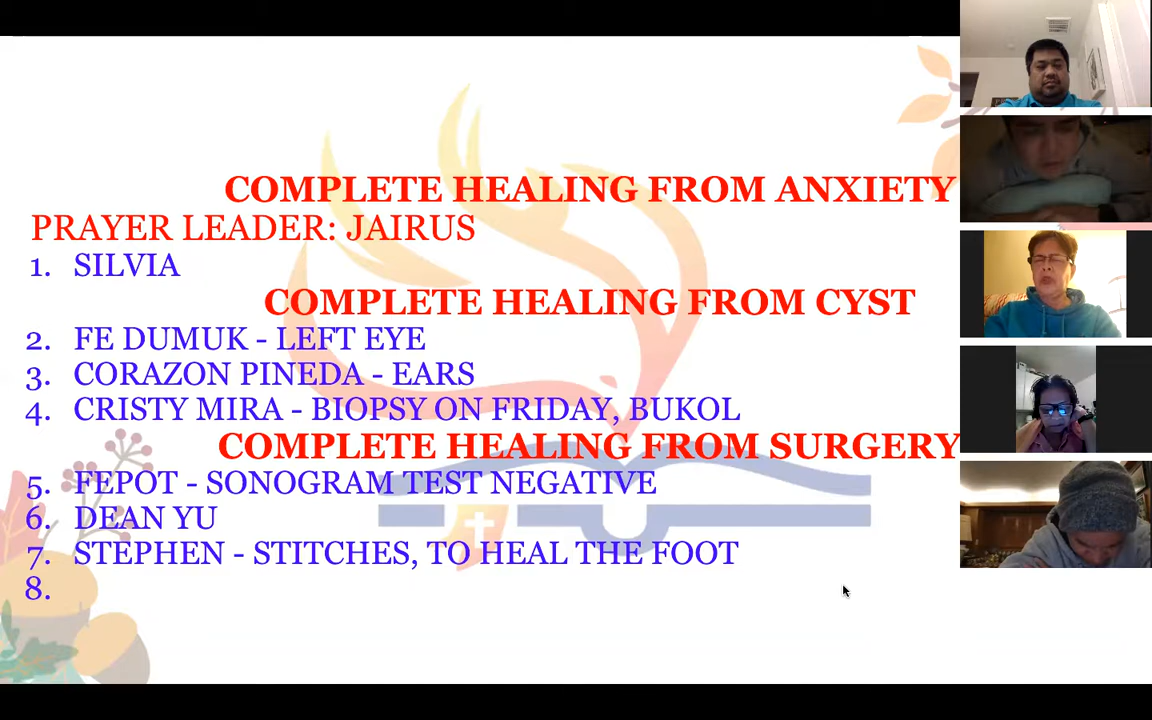 COMPLETE HEALING FROM ANXIETY
PRAYER LEADER: JAIRUS
1. SILVIA
COMPLETE HEALING FROM CYST
2. FE DUMUK - LEFT EYE
3. CORAZON PINEDA - EARS
4. CRISTY MIRA - BIOPSY ON FRIDAY, BUKOL
COMPLETE HEALING FROM SURGERY
5. FEPOT - SONOGRAM TEST NEGATIVE
6. DEAN YU
7. STEPHEN - STITCHES, TO HEAL THE FOOT
8.